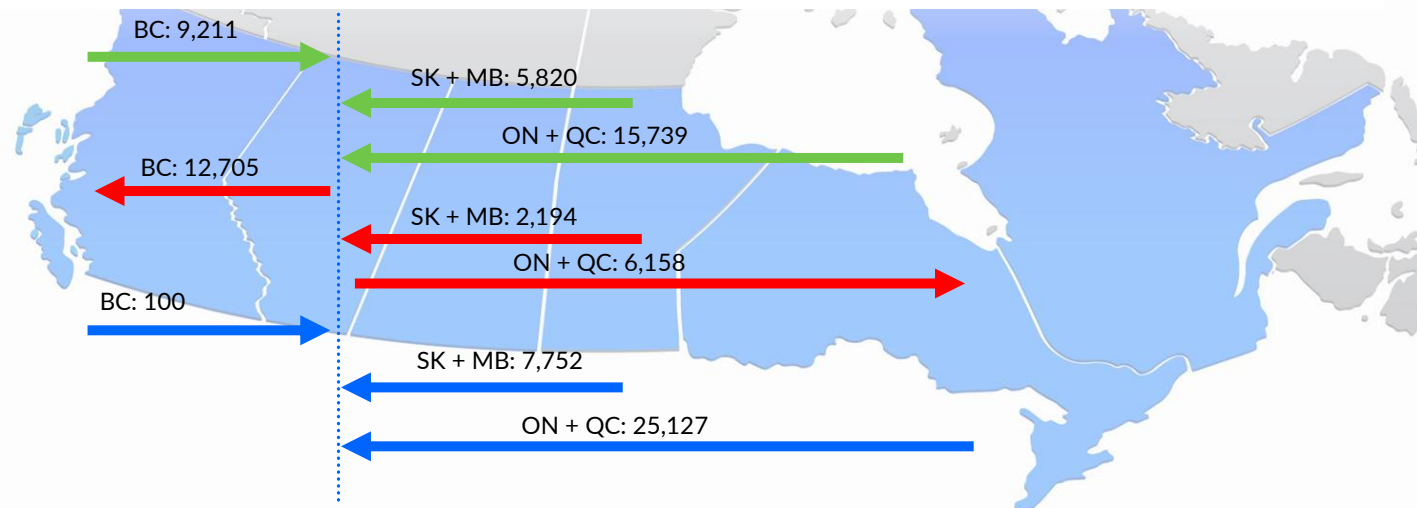 BC: 9,211
SK + MB: 5,820
ON + QC: 15,739
BC: 12,705
SK + MB: 2,194
ON + QC: 6,158
BC: 100
SK + MB: 7,752
ON + QC: 25,127